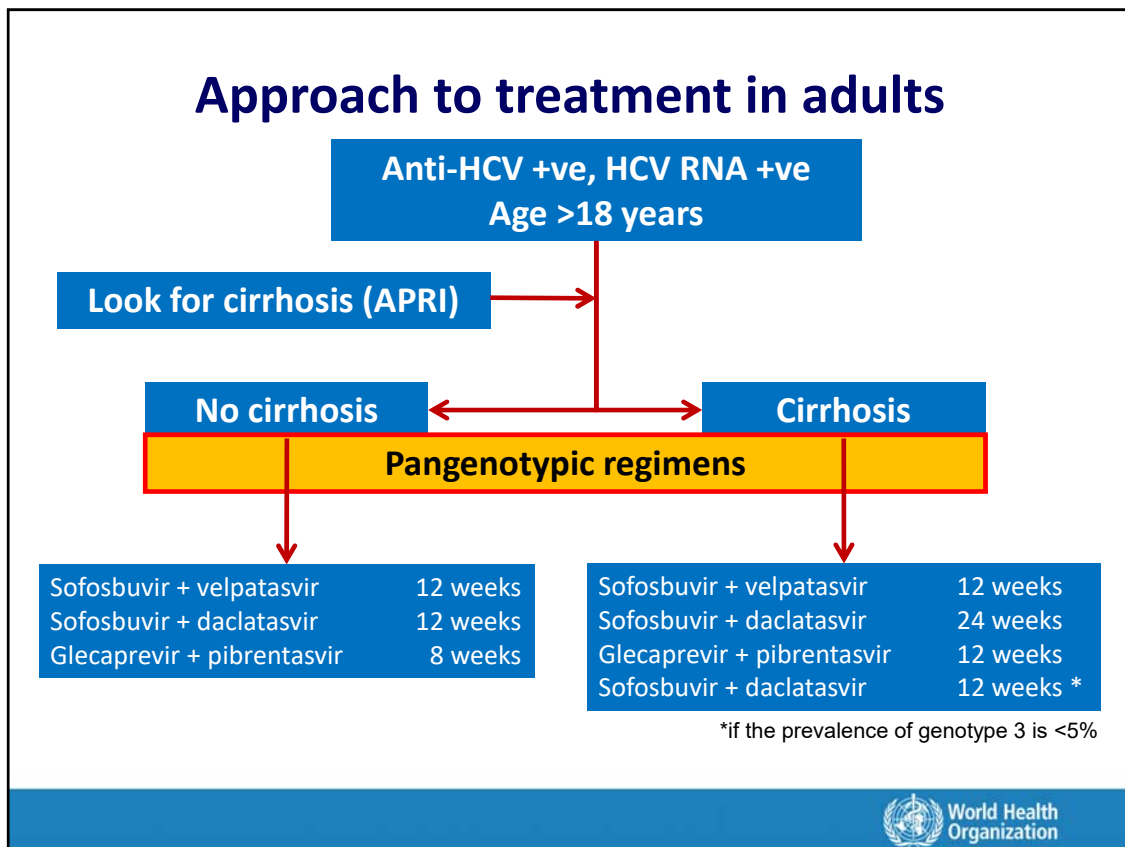 Approach to treatment in adults
Anti-HCV +ve, HCV RNA +ve
Age >18 years
Look for cirrhosis (APRI)
No cirrhosis
Cirrhosis
Pangenotypic regimens
Sofosbuvir + velpatasvir 12 weeks
Sofosbuvir + daclatasvir 12 weeks
Glecaprevir + pibrentasvir 8 weeks
Sofosbuvir + velpatasvir 12 weeks
Sofosbuvir + daclatasvir 24 weeks
Glecaprevir + pibrentasvir 12 weeks
Sofosbuvir + daclatasvir 12 weeks *
*if the prevalence of genotype 3 is <5%
World Health
Organization